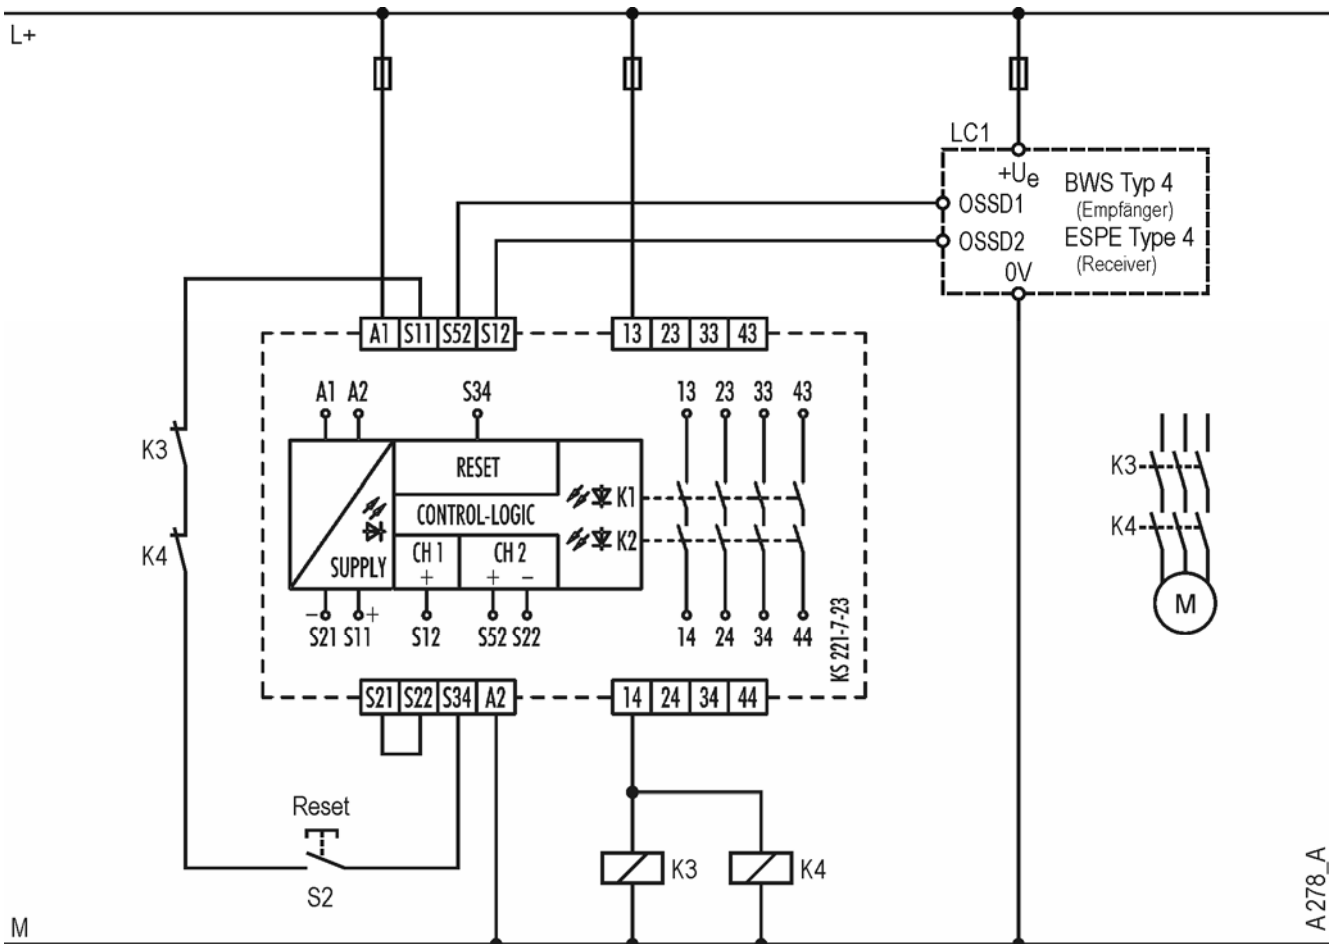 L+
LC1
+Ue
BWS Typ 4
OSSD1
(Empfänger)
OSSD2
ESPE Type 4
0V
(Receiver)
A1 S11 S52 S12
13 23 33 43
A1 A2 S34
13 23 33 43
K3
K3
RESET
K1
CONTROL-LOGIC
K4
K4
K2
CH 1
CH 2
SUPPLY
+ + −
M
− +
S21 S11 S12 S52 S22
14 24 34 44
KS 221-7-23
S21 S22 S34 A2
14 24 34 44
Reset
K3
K4
S2
A278_A
M